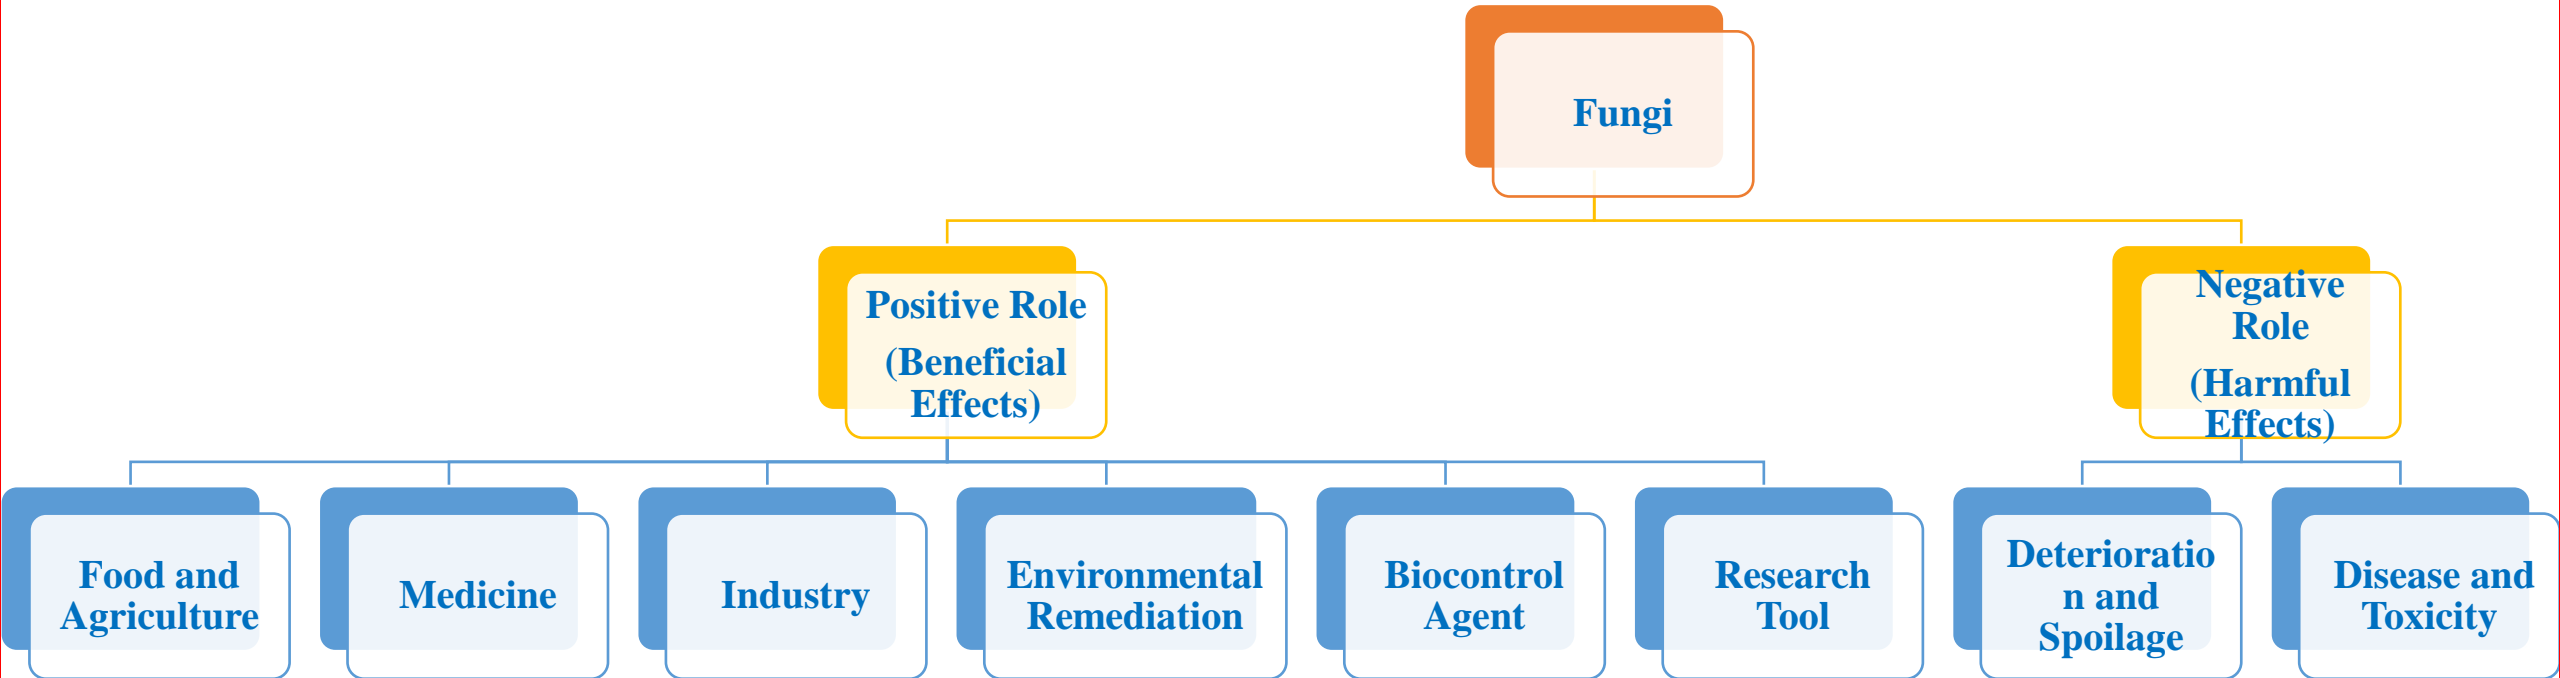 Fungi
Positive Role
(Beneficial
Effects)
Negative
Role
(Harmful
Effects)
Food and
Agriculture
Medicine
Industry
Environmental
Remediation
Biocontrol
Agent
Research
Tool
Deterioratio
n and
Spoilage
Disease and
Toxicity